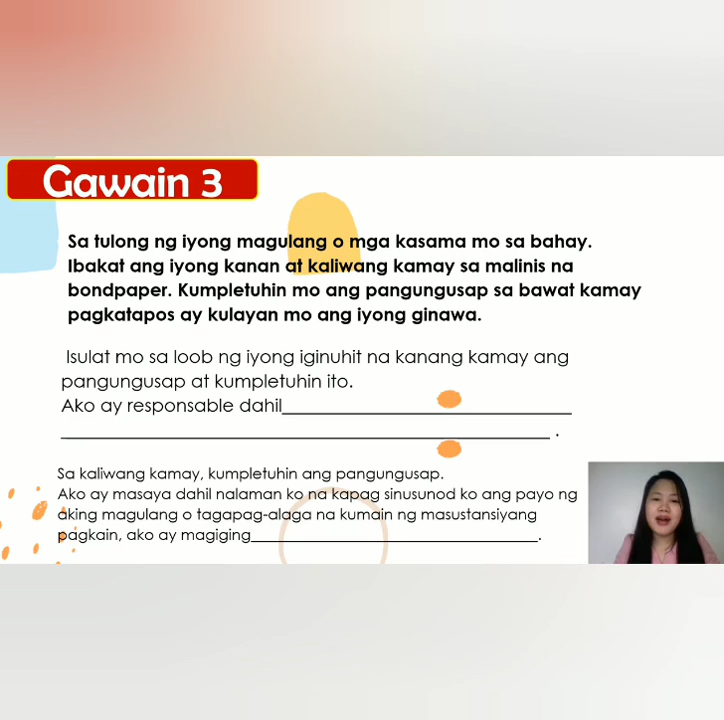 Gawain 3
Sa tulong ng iyong magulang o mga kasama mo sa bahay.
Ibakat ang iyong kanan at kaliwang kamay sa malinis na
bondpaper. Kumpletuhin mo ang pangungusap sa bawat kamay
pagkatapos ay kulayan mo ang iyong ginawa.
Isulat mo sa loob ng iyong iginuhit na kanang kamay ang
pangungusap at kumpletuhin ito.
Ako ay responsable dahil______________________________
__________________________________________________ .
Sa kaliwang kamay, kumpletuhin ang pangungusap.
Ako ay masaya dahil nalaman ko na kapag sinusunod ko ang payo ng
aking magulang o tagapag-alaga na kumain ng masustansiyang
pagkain, ako ay magiging___________________________________.